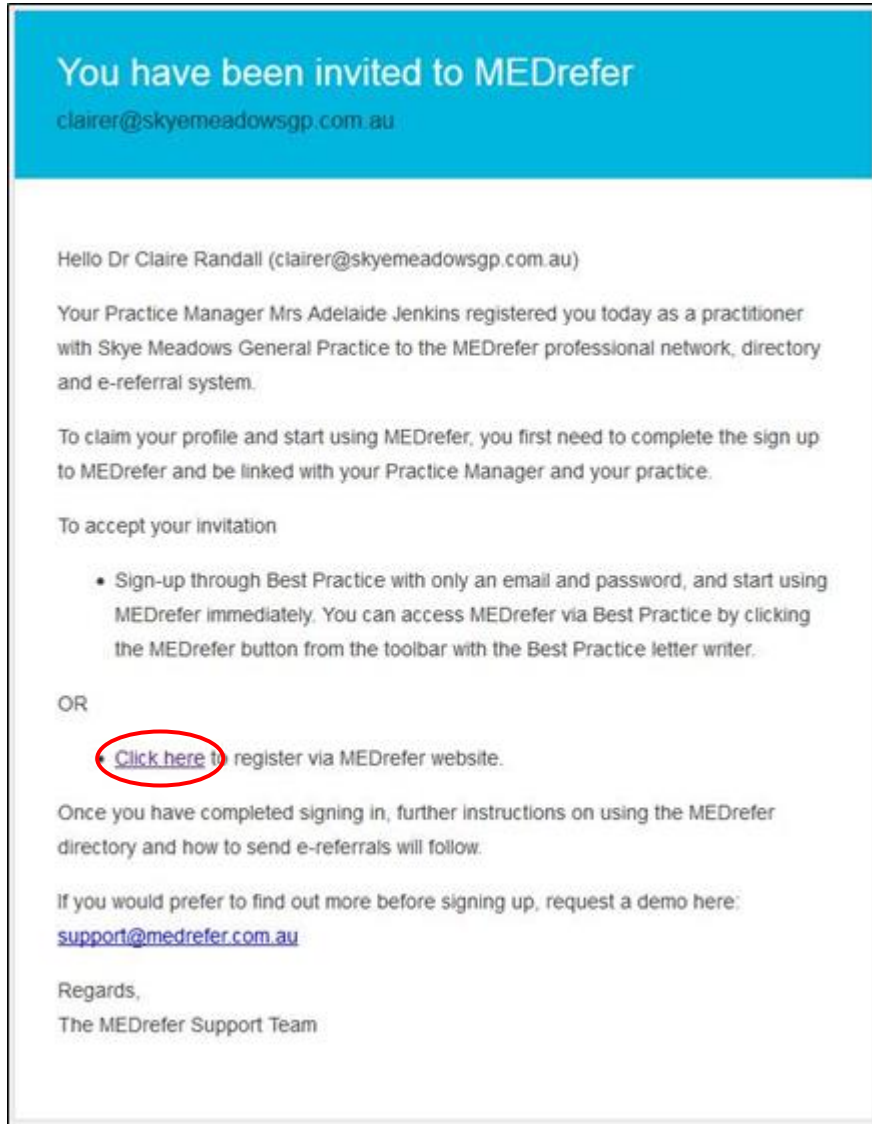 You have been invited to MEDrefer
clairer@skyemeadowsgp.com.au
Hello Dr Claire Randall (clairer@skyemeadowsgp.com.au)
Your Practice Manager Mrs Adelaide Jenkins registered you today as a practitioner
with Skye Meadows General Practice to the MEDrefer professional network, directory
and e-referral system.
To claim your profile and start using MEDrefer, you first need to complete the sign up
to MEDrefer and be linked with your Practice Manager and your practice.
To accept your invitation
• Sign-up through Best Practice with only an email and password, and start using
MEDrefer immediately. You can access MEDrefer via Best Practice by clicking
the MEDrefer button from the toolbar with the Best Practice letter writer.
OR
• Click here to register via MEDrefer website.
Once you have completed signing in, further instructions on using the MEDrefer
directory and how to send e-referrals will follow.
If you would prefer to find out more before signing up, request a demo here:
support@medrefer.com.au
Regards,
The MEDrefer Support Team